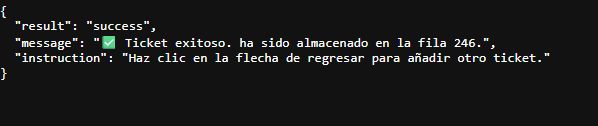 {
  "result": "success",
  "message": "✅ Ticket exitoso. ha sido almacenado en la fila 246.",
  "instruction": "Haz clic en la flecha de regresar para añadir otro ticket."
}